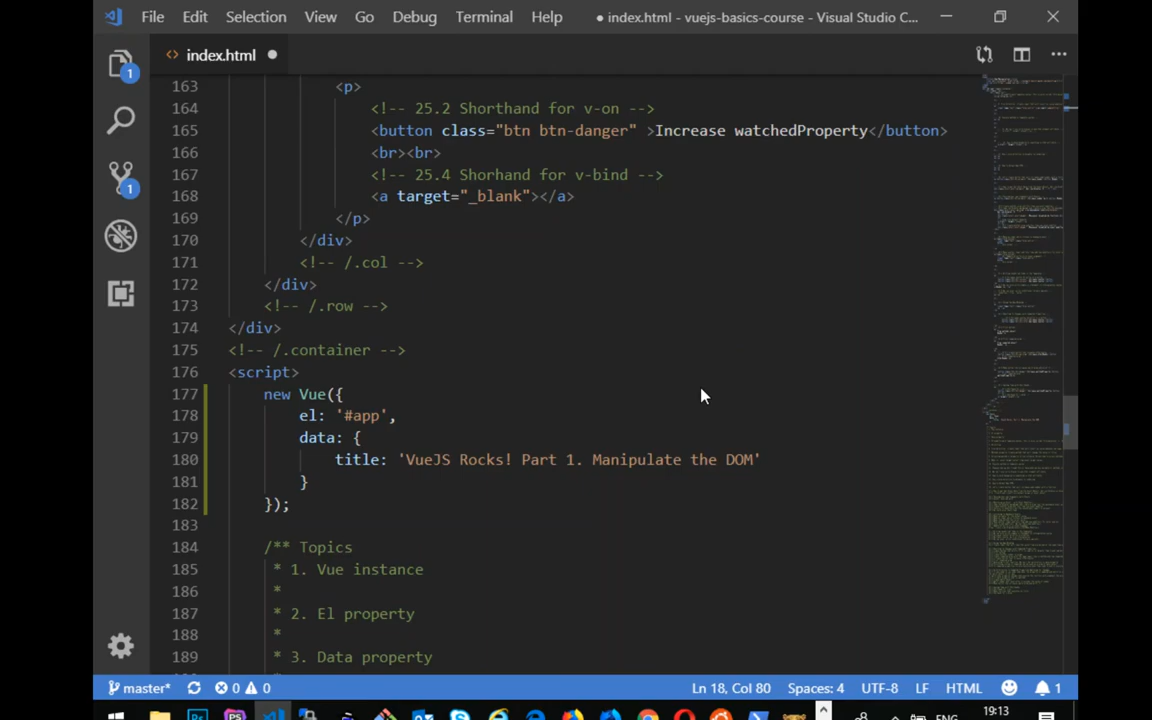 File Edit Selection View Go Debug Terminal Help ● index.html - vuejs-basics-course - Visual Studio C...
<> index.html ●
163 <p>
164 <!-- 25.2 Shorthand for v-on -->
165 <button class="btn btn-danger" >Increase watchedProperty</button>
166 <br><br>
167 <!-- 25.4 Shorhand for v-bind -->
168 <a target="_blank"></a>
169 </p>
170 </div>
171 <!-- /.col -->
172 </div>
173 <!-- /.row -->
174 </div>
175 <!-- /.container -->
176 <script>
177 new Vue({
178 el: '#app',
179 data: {
180 title: 'VueJS Rocks! Part 1. Manipulate the DOM'
181 }
182 });
183
184 /** Topics
185 * 1. Vue instance
186 *
187 * 2. El property
188 *
189 * 3. Data property
1
1
master* 0 0 Ln 18, Col 80 Spaces: 4 UTF-8 LF HTML 1
ENG 19:13